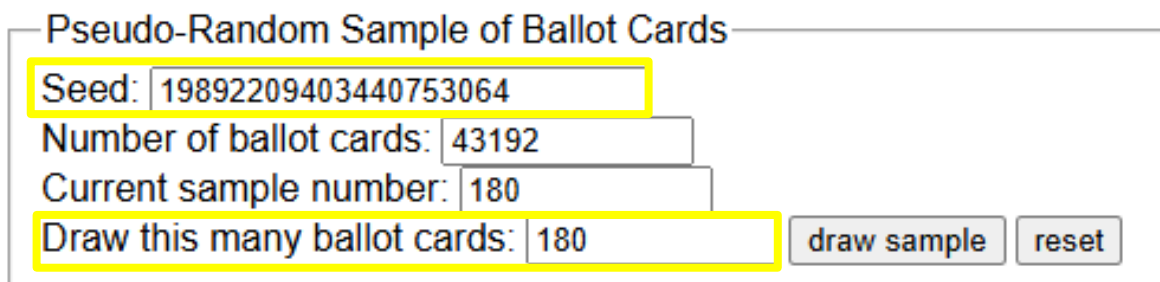 Pseudo-Random Sample of Ballot Cards
Seed: 19892209403440753064
Number of ballot cards: 43192
Current sample number: 180
Draw this many ballot cards: 180 draw sample reset